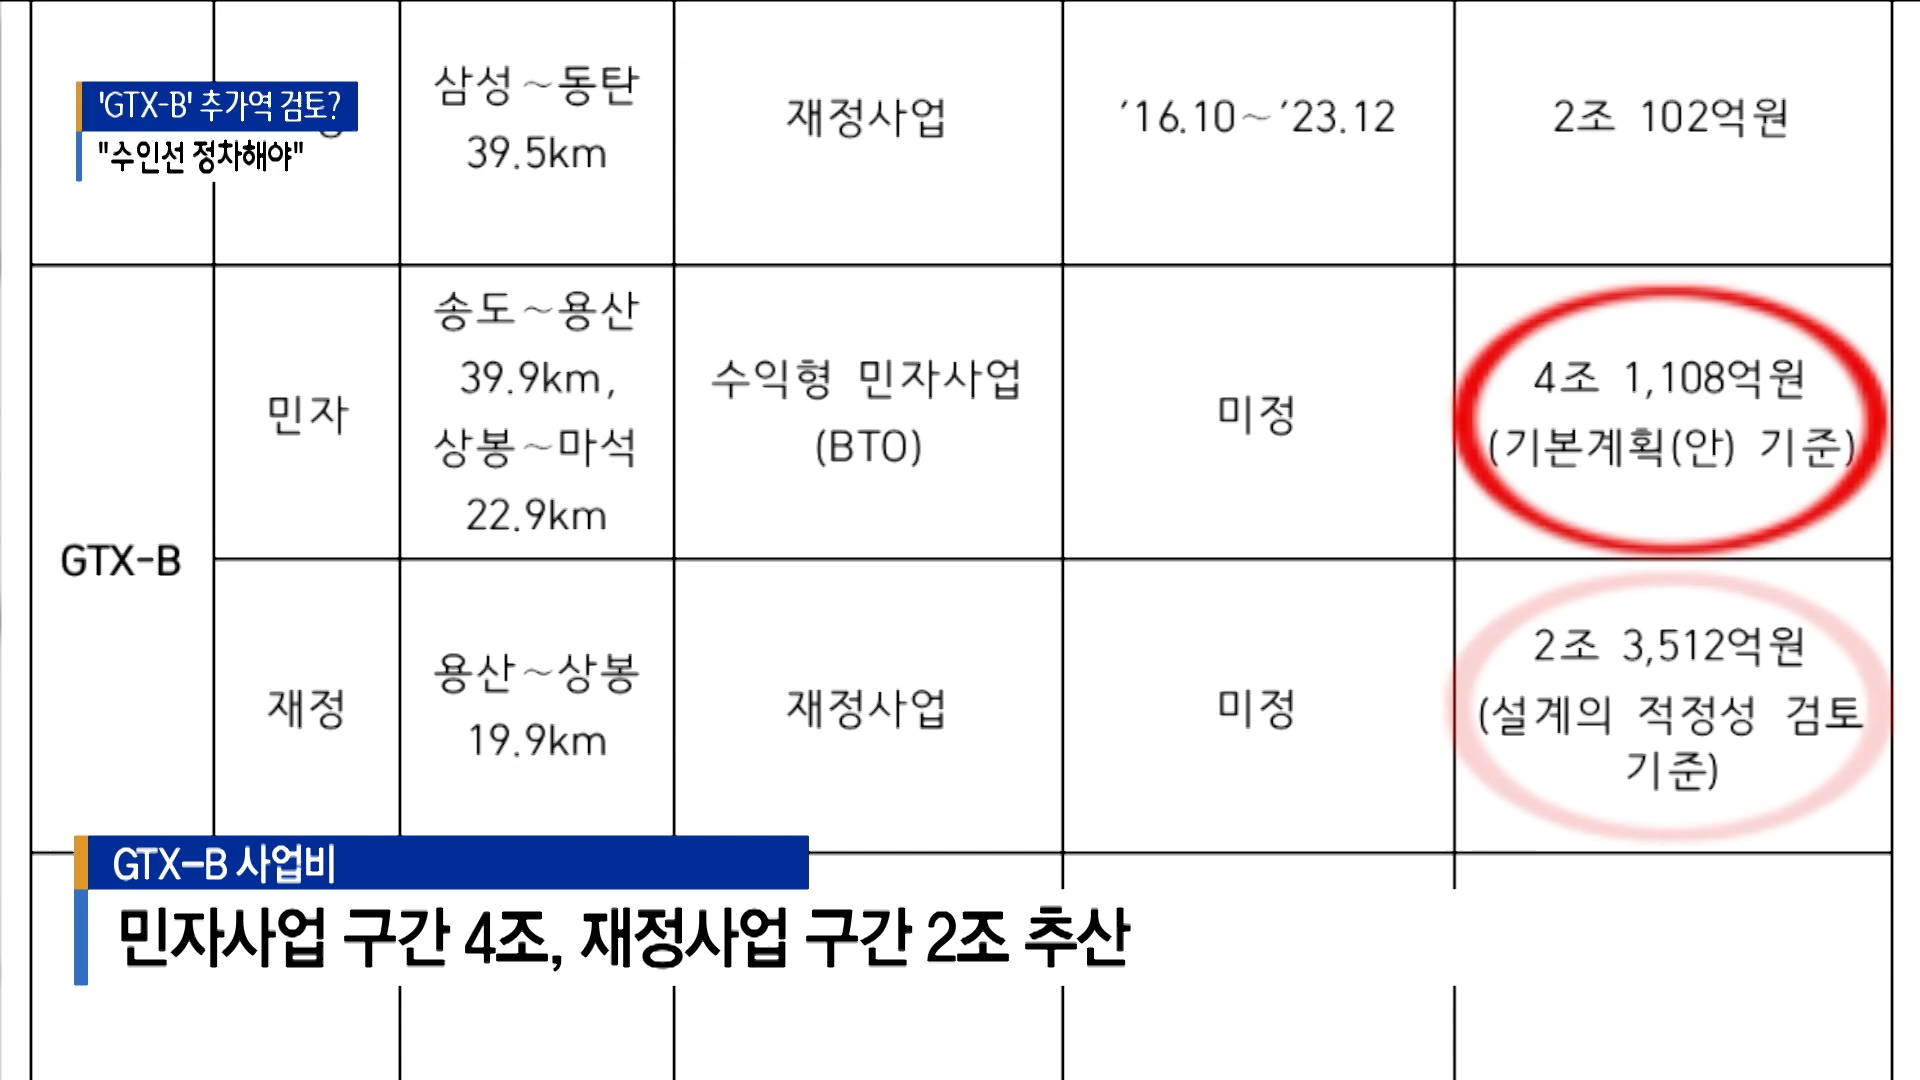 'GTX-B' 추가역 검토?
"수인선 정차해야"
삼성~동탄
39.5km
재정사업
'16.10~'23.12
2조 102억원
GTX-B
민자
송도~용산
39.9km,
상봉~마석
22.9km
수익형 민자사업
(BTO)
미정
4조 1,108억원
(기본계획(안) 기준)
재정
용산~상봉
19.9km
재정사업
미정
2조 3,512억원
(설계의 적정성 검토
기준)
GTX-B 사업비
민자사업 구간 4조, 재정사업 구간 2조 추산